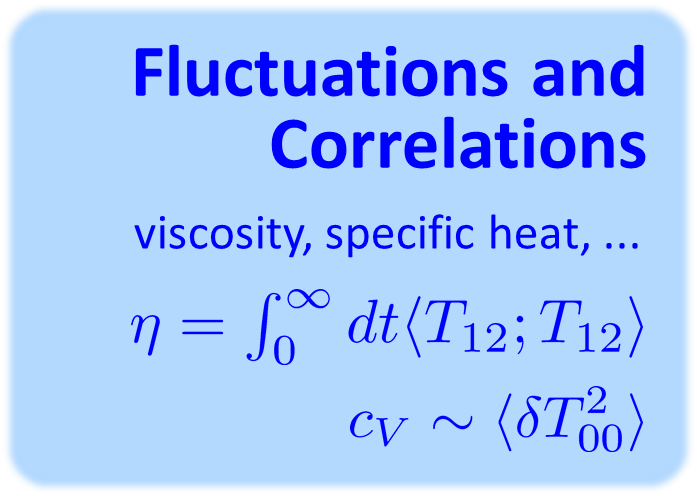 Fluctuations and
Correlations
viscosity, specific heat, ...
η = ∫₀^∞ dt⟨T₁₂; T₁₂⟩
c_V ∼ ⟨δT₀₀²⟩